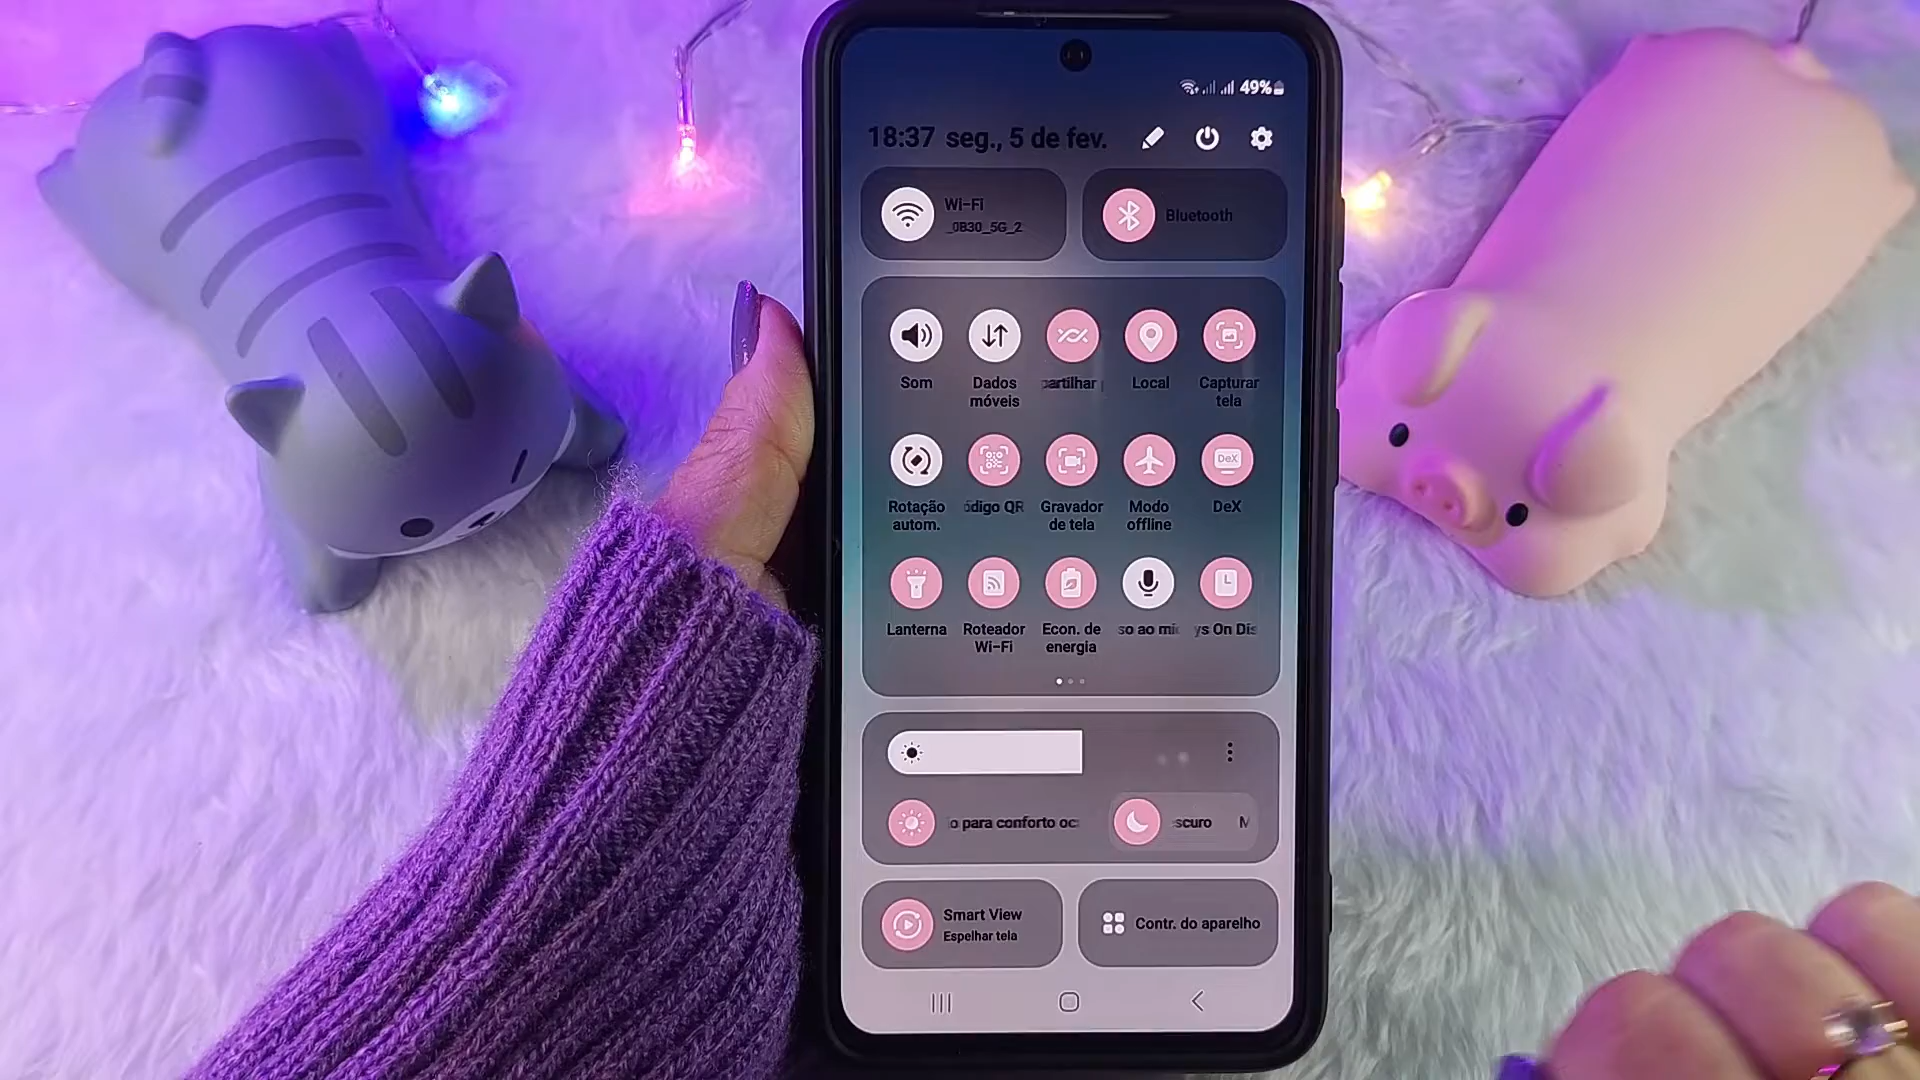 49%
18:37 seg., 5 de fev.
Wi-Fi
_0B30_5G_2
Bluetooth
Som
Dados
móveis
partilhar
Local
Capturar
tela
Rotação
autom.
ódigo QR
Gravador
de tela
Modo
offline
DeX
DeX
Lanterna
Roteador
Wi-Fi
Econ. de
energia
so ao mi
ys On Dis
o para conforto oc
scuro M
Smart View
Espelhar tela
Contr. do aparelho